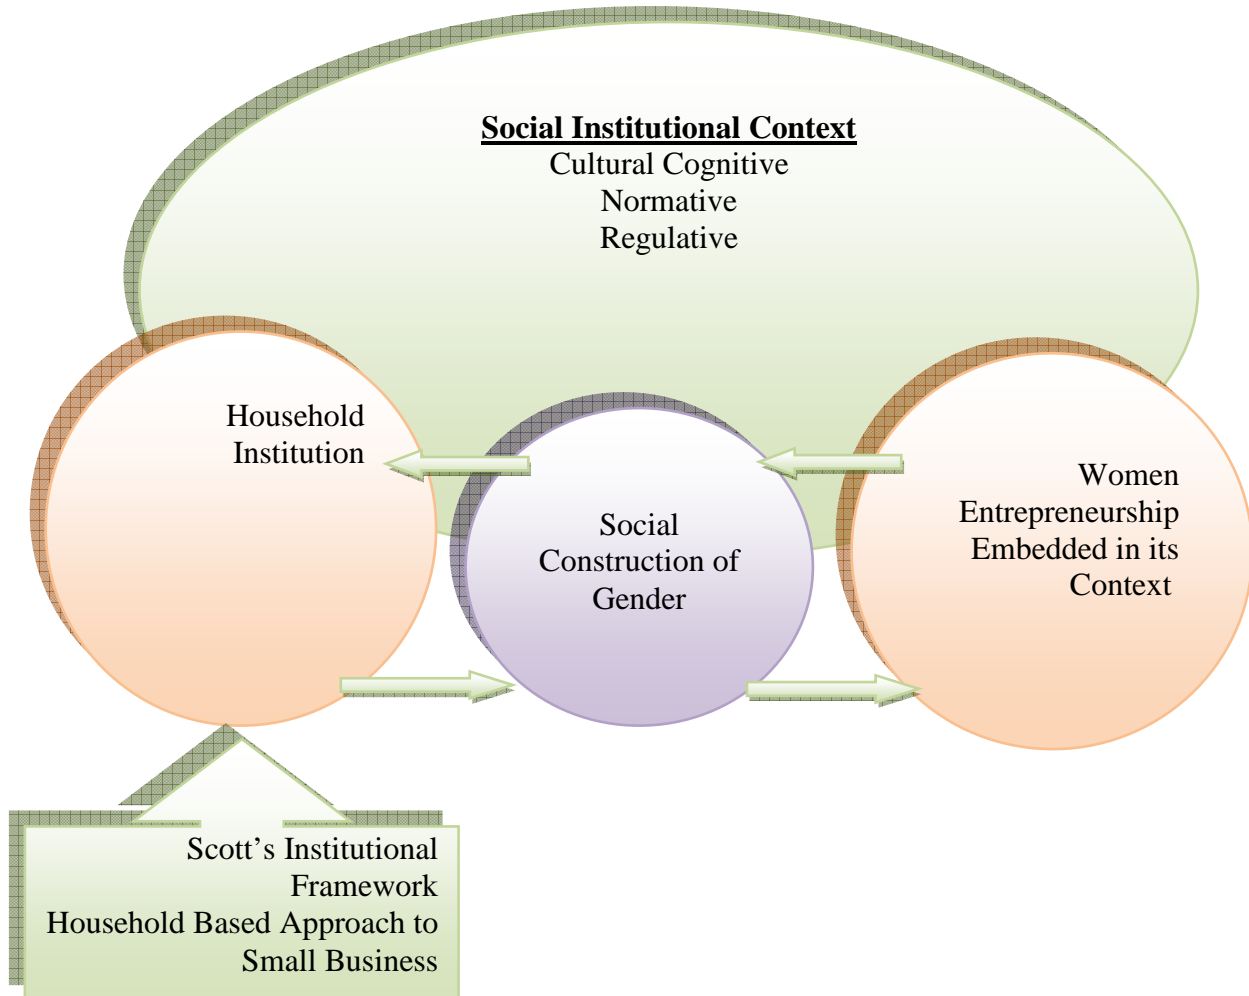 Social Institutional Context
Cultural Cognitive
Normative
Regulative
Household
Institution
Social
Construction of
Gender
Women
Entrepreneurship
Embedded in its
Context
Scott’s Institutional
Framework
Household Based Approach to
Small Business